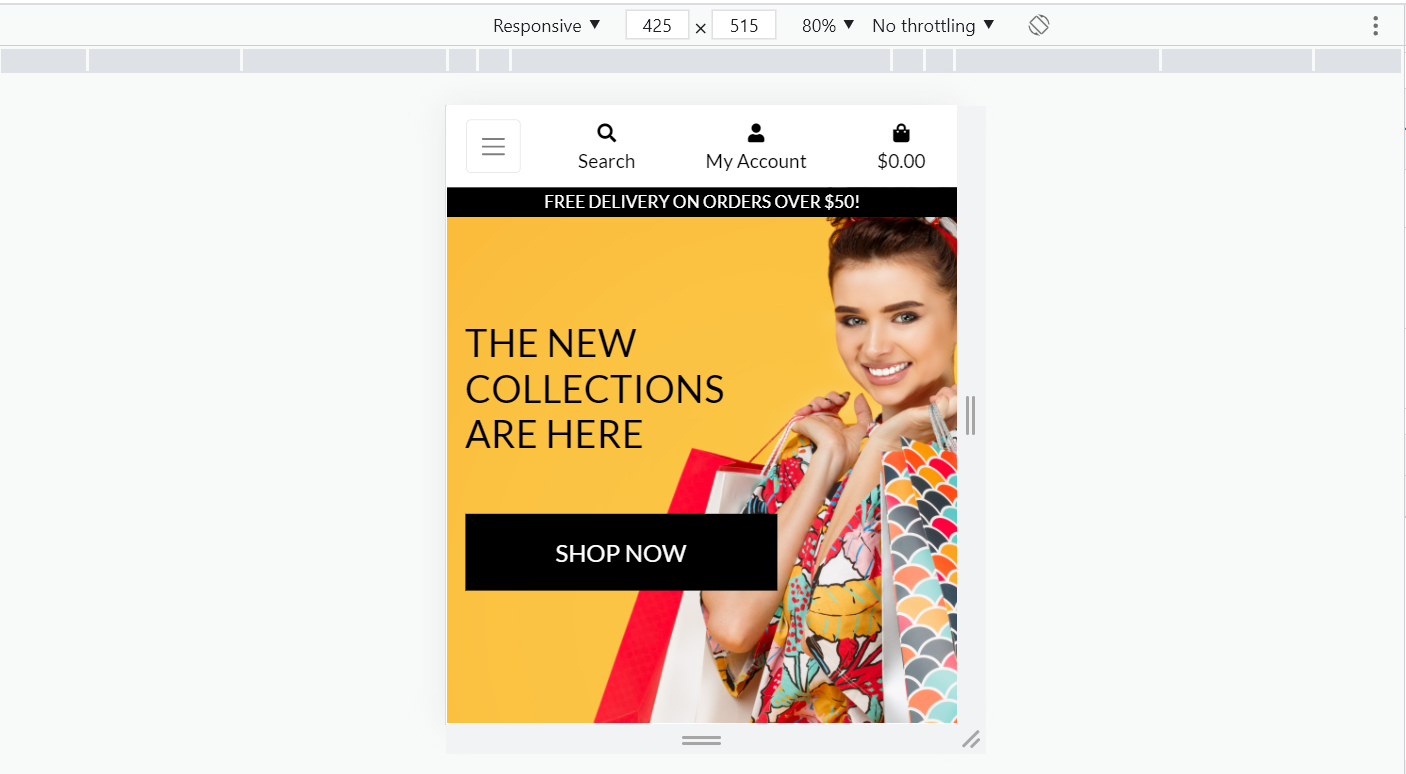 Responsive ▼ 425 × 515 80% ▼ No throttling ▼
Search My Account $0.00
FREE DELIVERY ON ORDERS OVER $50!
THE NEW
COLLECTIONS
ARE HERE
SHOP NOW